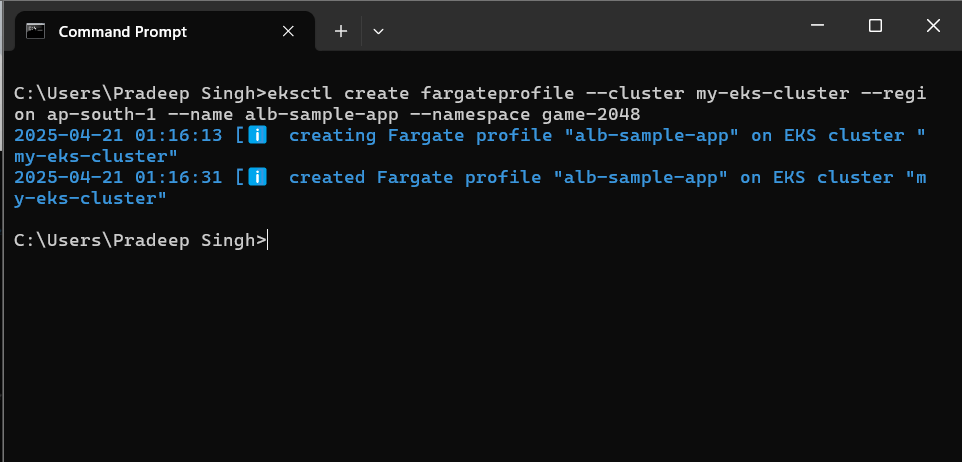 Command Prompt
C:\Users\Pradeep Singh>eksctl create fargateprofile --cluster my-eks-cluster --regi
on ap-south-1 --name alb-sample-app --namespace game-2048
2025-04-21 01:16:13 [ℹ]  creating Fargate profile "alb-sample-app" on EKS cluster "
my-eks-cluster"
2025-04-21 01:16:31 [ℹ]  created Fargate profile "alb-sample-app" on EKS cluster "m
y-eks-cluster"
C:\Users\Pradeep Singh>